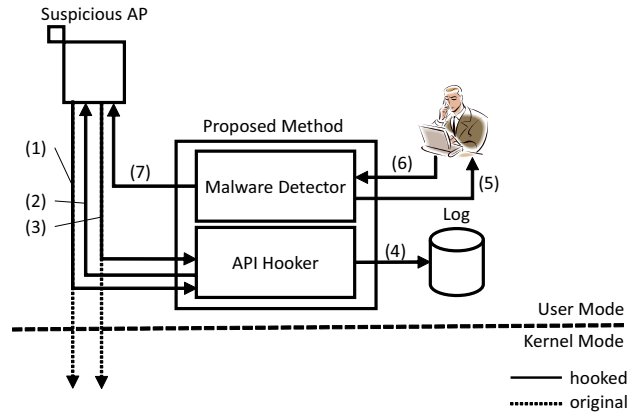 Suspicious AP
Proposed Method
(1)
(2)
(3)
(7)
Malware Detector
(6)
(5)
API Hooker
(4)
Log
User Mode
Kernel Mode
hooked
original